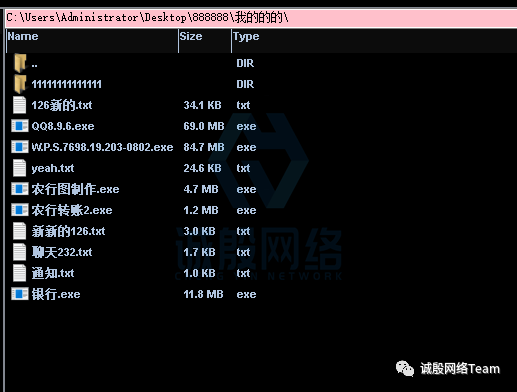 C:\Users\Administrator\Desktop\888888\我的的的\
Name Size Type
.. DIR
11111111111111 DIR
126新的.txt 34.1 KB txt
QQ8.9.6.exe 69.0 MB exe
W.P.S.7698.19.203-0802.exe 84.7 MB exe
yeah.txt 24.6 KB txt
农行图制作.exe 4.7 MB exe
农行转账2.exe 1.2 MB exe
新新的126.txt 3.0 KB txt
聊天232.txt 1.7 KB txt
通知.txt 1.0 KB txt
银行.exe 11.8 MB exe
诚殷网络
CHENGYIN NETWORK
诚殷网络Team